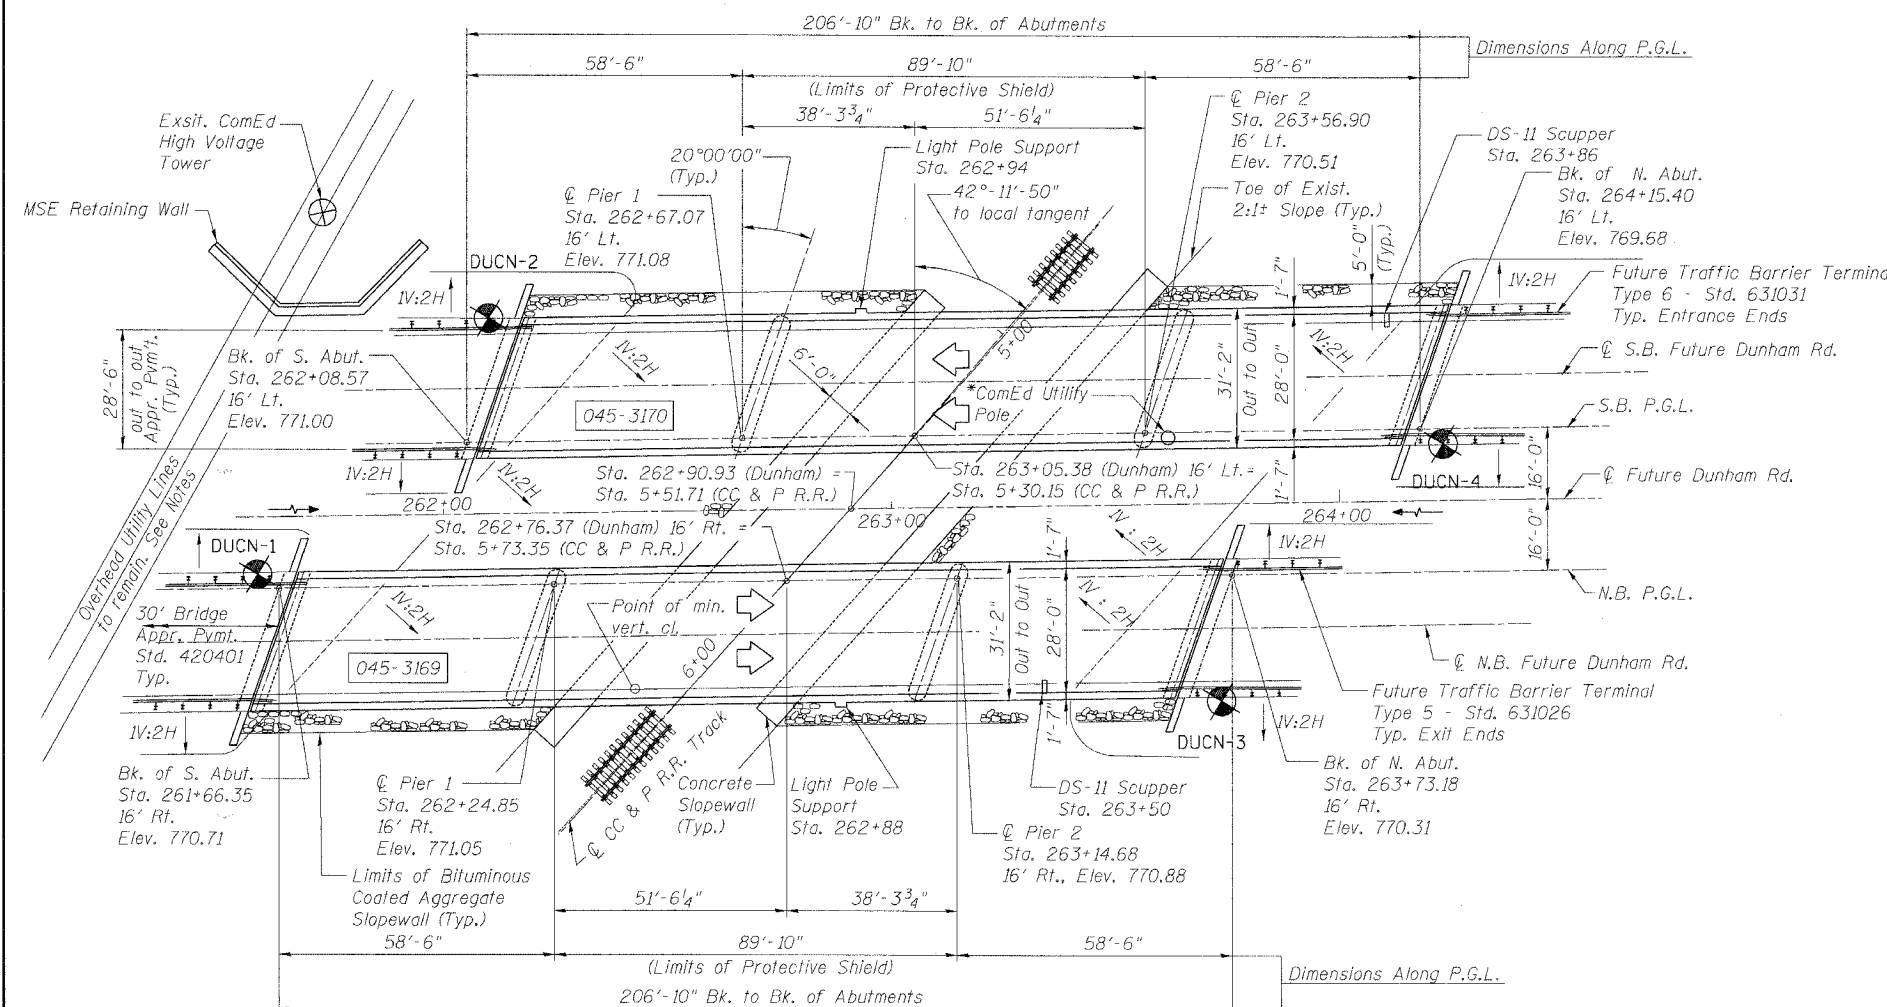 206'-10" Bk. to Bk. of Abutments
Dimensions Along P.G.L.
58'-6"
89'-10"
58'-6"
(Limits of Protective Shield)
38'-3 3/4"
51'-6 1/4"
Exsit. ComEd
High Voltage
Tower
MSE Retaining Wall
20°00'00"
(Typ.)
℄ Pier 1
Sta. 262+67.07
16' Lt.
Elev. 771.08
Light Pole Support
Sta. 262+94
42°-11'-50"
to local tangent
℄ Pier 2
Sta. 263+56.90
16' Lt.
Elev. 770.51
Toe of Exist.
2:1± Slope (Typ.)
DS-11 Scupper
Sta. 263+86
Bk. of N. Abut.
Sta. 264+15.40
16' Lt.
Elev. 769.68
5'-0"
(Typ.)
1'-7"
1V:2H
Future Traffic Barrier Terminal
Type 6 - Std. 631031
Typ. Entrance Ends
DUCN-2
1V:2H
28'-6"
out to out
Appr. Pvm't.
(Typ.)
Bk. of S. Abut.
Sta. 262+08.57
16' Lt.
Elev. 771.00
1V:2H
6'-0"
5+00
045-3170
*ComEd Utility
Pole
31'-2"
Out to Out
28'-0"
1V:2H
℄ S.B. Future Dunham Rd.
S.B. P.G.L.
1V:2H
1V:2H
Sta. 262+90.93 (Dunham) =
Sta. 5+51.71 (CC & P R.R.)
Sta. 263+05.38 (Dunham) 16' Lt.=
Sta. 5+30.15 (CC & P R.R.)
1'-7"
DUCN-4
16'-0"
℄ Future Dunham Rd.
262+00
263+00
264+00
Sta. 262+76.37 (Dunham) 16' Rt. =
Sta. 5+73.35 (CC & P R.R.)
16'-0"
Overhead Utility Lines
to remain. See Notes
DUCN-1
1V:2H
1'-7"
1V:2H
N.B. P.G.L.
30' Bridge
Appr. Pvmt.
Std. 420401
Typ.
1V:2H
Point of min.
vert. cl.
31'-2"
Out to Out
28'-0"
1V:2H
045-3169
6+00
℄ N.B. Future Dunham Rd.
Future Traffic Barrier Terminal
Type 5 - Std. 631026
Typ. Exit Ends
1V:2H
1'-7"
DUCN-3
1V:2H
Bk. of S. Abut.
Sta. 261+66.35
16' Rt.
Elev. 770.71
℄ Pier 1
Sta. 262+24.85
16' Rt.
Elev. 771.05
℄ CC & P R.R. Track
Concrete
Slopewall
(Typ.)
Light Pole
Support
Sta. 262+88
DS-11 Scupper
Sta. 263+50
℄ Pier 2
Sta. 263+14.68
16' Rt., Elev. 770.88
Bk. of N. Abut.
Sta. 263+73.18
16' Rt.
Elev. 770.31
Limits of Bituminous
Coated Aggregate
Slopewall (Typ.)
51'-6 1/4"
38'-3 3/4"
58'-6"
89'-10"
58'-6"
(Limits of Protective Shield)
206'-10" Bk. to Bk. of Abutments
Dimensions Along P.G.L.